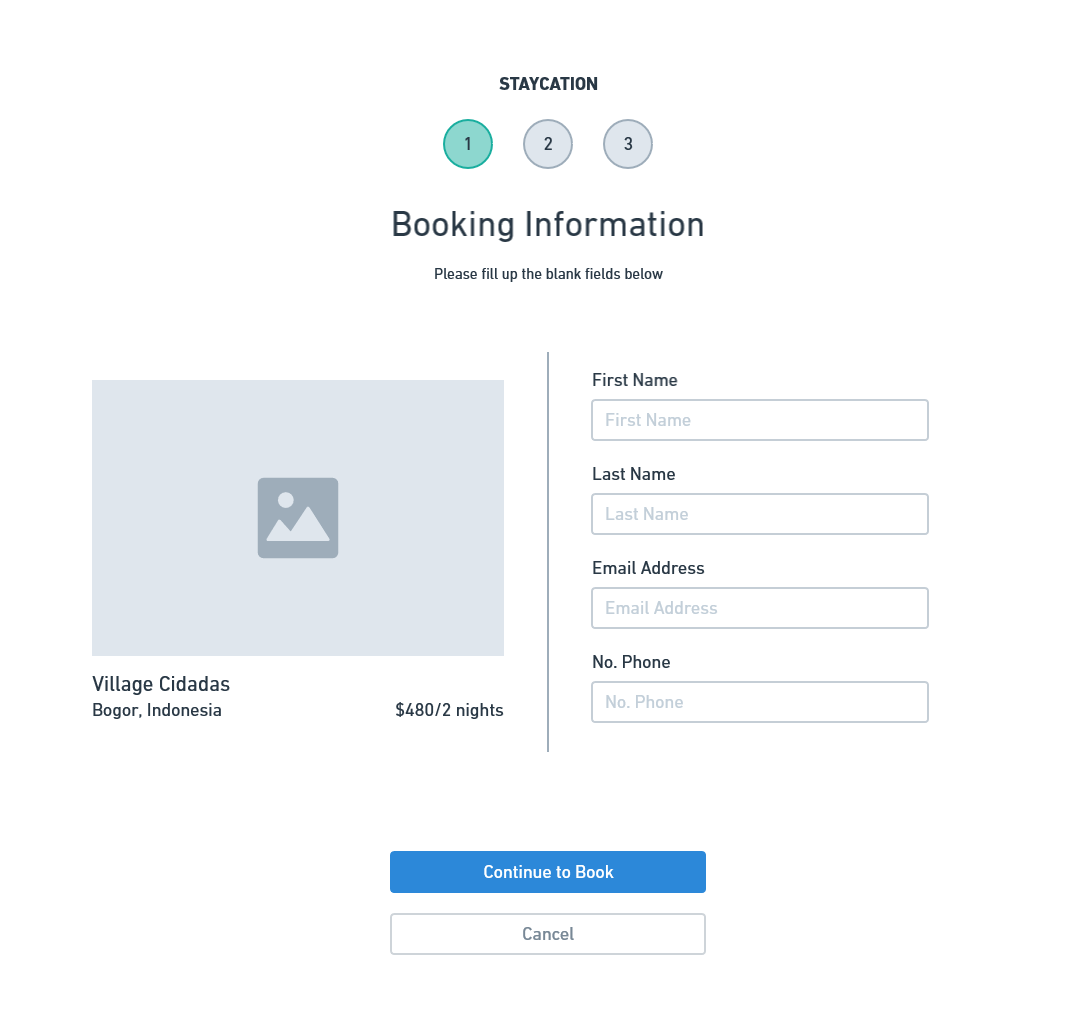 STAYCATION
1 2 3
Booking Information
Please fill up the blank fields below
Village Cidadas
Bogor, Indonesia $480/2 nights
First Name
First Name
Last Name
Last Name
Email Address
Email Address
No. Phone
No. Phone
Continue to Book
Cancel